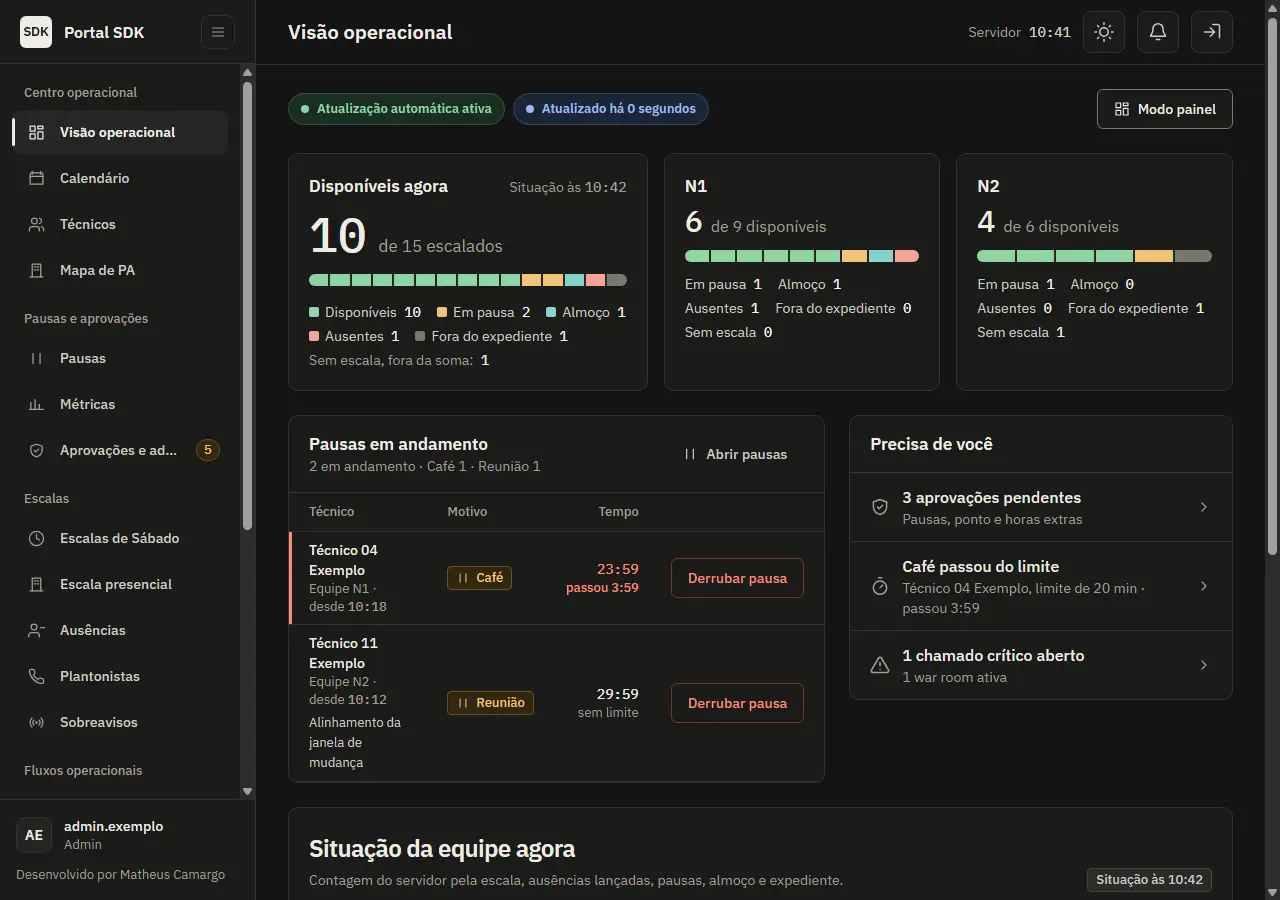 SDK Portal SDK
Centro operacional
Visão operacional
Calendário
Técnicos
Mapa de PA
Pausas e aprovações
Pausas
Métricas
Aprovações e ad... 5
Escalas
Escalas de Sábado
Escala presencial
Ausências
Plantonistas
Sobreavisos
Fluxos operacionais
AE admin.exemplo
Admin
Desenvolvido por Matheus Camargo
Visão operacional
Servidor 10:41
Atualização automática ativa
Atualizado há 0 segundos
Modo painel
Disponíveis agora Situação às 10:42
10 de 15 escalados
Disponíveis 10 Em pausa 2 Almoço 1
Ausentes 1 Fora do expediente 1
Sem escala, fora da soma: 1
N1
6 de 9 disponíveis
Em pausa 1 Almoço 1
Ausentes 1 Fora do expediente 0
Sem escala 0
N2
4 de 6 disponíveis
Em pausa 1 Almoço 0
Ausentes 0 Fora do expediente 1
Sem escala 1
Pausas em andamento
2 em andamento · Café 1 · Reunião 1
Abrir pausas
Técnico Motivo Tempo
Técnico 04
Exemplo
Equipe N1 ·
desde 10:18
Café
23:59
passou 3:59
Derrubar pausa
Técnico 11
Exemplo
Equipe N2 ·
desde 10:12
Alinhamento da
janela de
mudança
Reunião
29:59
sem limite
Derrubar pausa
Precisa de você
3 aprovações pendentes
Pausas, ponto e horas extras
Café passou do limite
Técnico 04 Exemplo, limite de 20 min ·
passou 3:59
1 chamado crítico aberto
1 war room ativa
Situação da equipe agora
Contagem do servidor pela escala, ausências lançadas, pausas, almoço e expediente.
Situação às 10:42